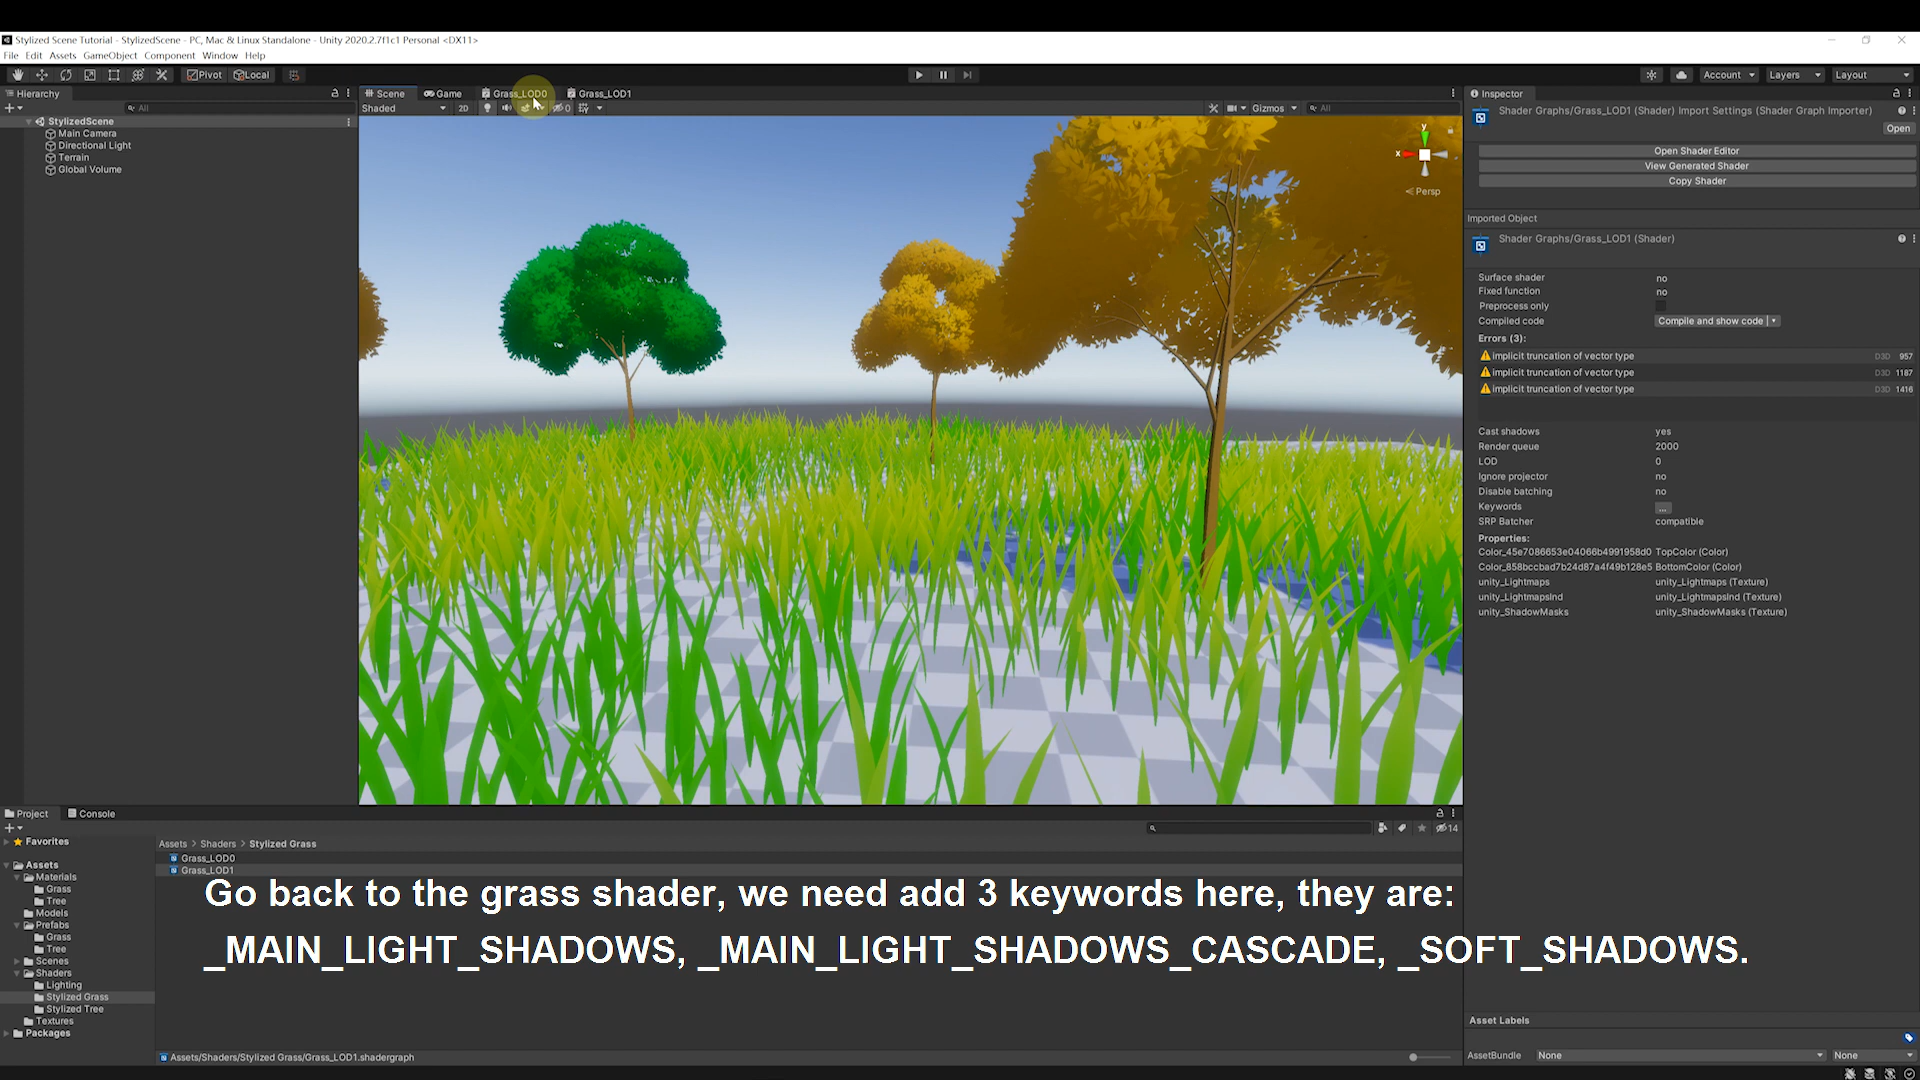 Stylized Scene Tutorial - StylizedScene - PC, Mac & Linux Standalone - Unity 2020.2.7f1c1 Personal <DX11>
File Edit Assets GameObject Component Window Help
Pivot Local
Account Layers Layout
Hierarchy
All
StylizedScene
Main Camera
Directional Light
Terrain
Global Volume
Scene Game Grass_LOD0 Grass_LOD1
Shaded 2D 0 Gizmos All
y
x
Persp
Inspector
Shader Graphs/Grass_LOD1 (Shader) Import Settings (Shader Graph Importer)
Open
Open Shader Editor
View Generated Shader
Copy Shader
Imported Object
Shader Graphs/Grass_LOD1 (Shader)
Surface shader no
Fixed function no
Preprocess only
Compiled code Compile and show code
Errors (3):
implicit truncation of vector type D3D 957
implicit truncation of vector type D3D 1187
implicit truncation of vector type D3D 1416
Cast shadows yes
Render queue 2000
LOD 0
Ignore projector no
Disable batching no
Keywords ...
SRP Batcher compatible
Properties:
Color_45e7086653e04066b4991958d0 TopColor (Color)
Color_858bccbad7b24d87a4f49b128e5 BottomColor (Color)
unity_Lightmaps unity_Lightmaps (Texture)
unity_LightmapsInd unity_LightmapsInd (Texture)
unity_ShadowMasks unity_ShadowMasks (Texture)
Project Console
14
Favorites
Assets
Materials
Grass
Tree
Models
Prefabs
Grass
Tree
Scenes
Shaders
Lighting
Stylized Grass
Stylized Tree
Textures
Packages
Assets > Shaders > Stylized Grass
Grass_LOD0
Grass_LOD1
Go back to the grass shader, we need add 3 keywords here, they are:
_MAIN_LIGHT_SHADOWS, _MAIN_LIGHT_SHADOWS_CASCADE, _SOFT_SHADOWS.
Assets/Shaders/Stylized Grass/Grass_LOD1.shadergraph
Asset Labels
AssetBundle None None